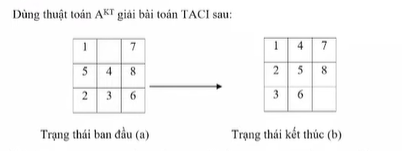 Dùng thuật toán A^KT giải bài toán TACI sau:
1 7
5 4 8
2 3 6
1 4 7
2 5 8
3 6
Trạng thái ban đầu (a)
Trạng thái kết thúc (b)